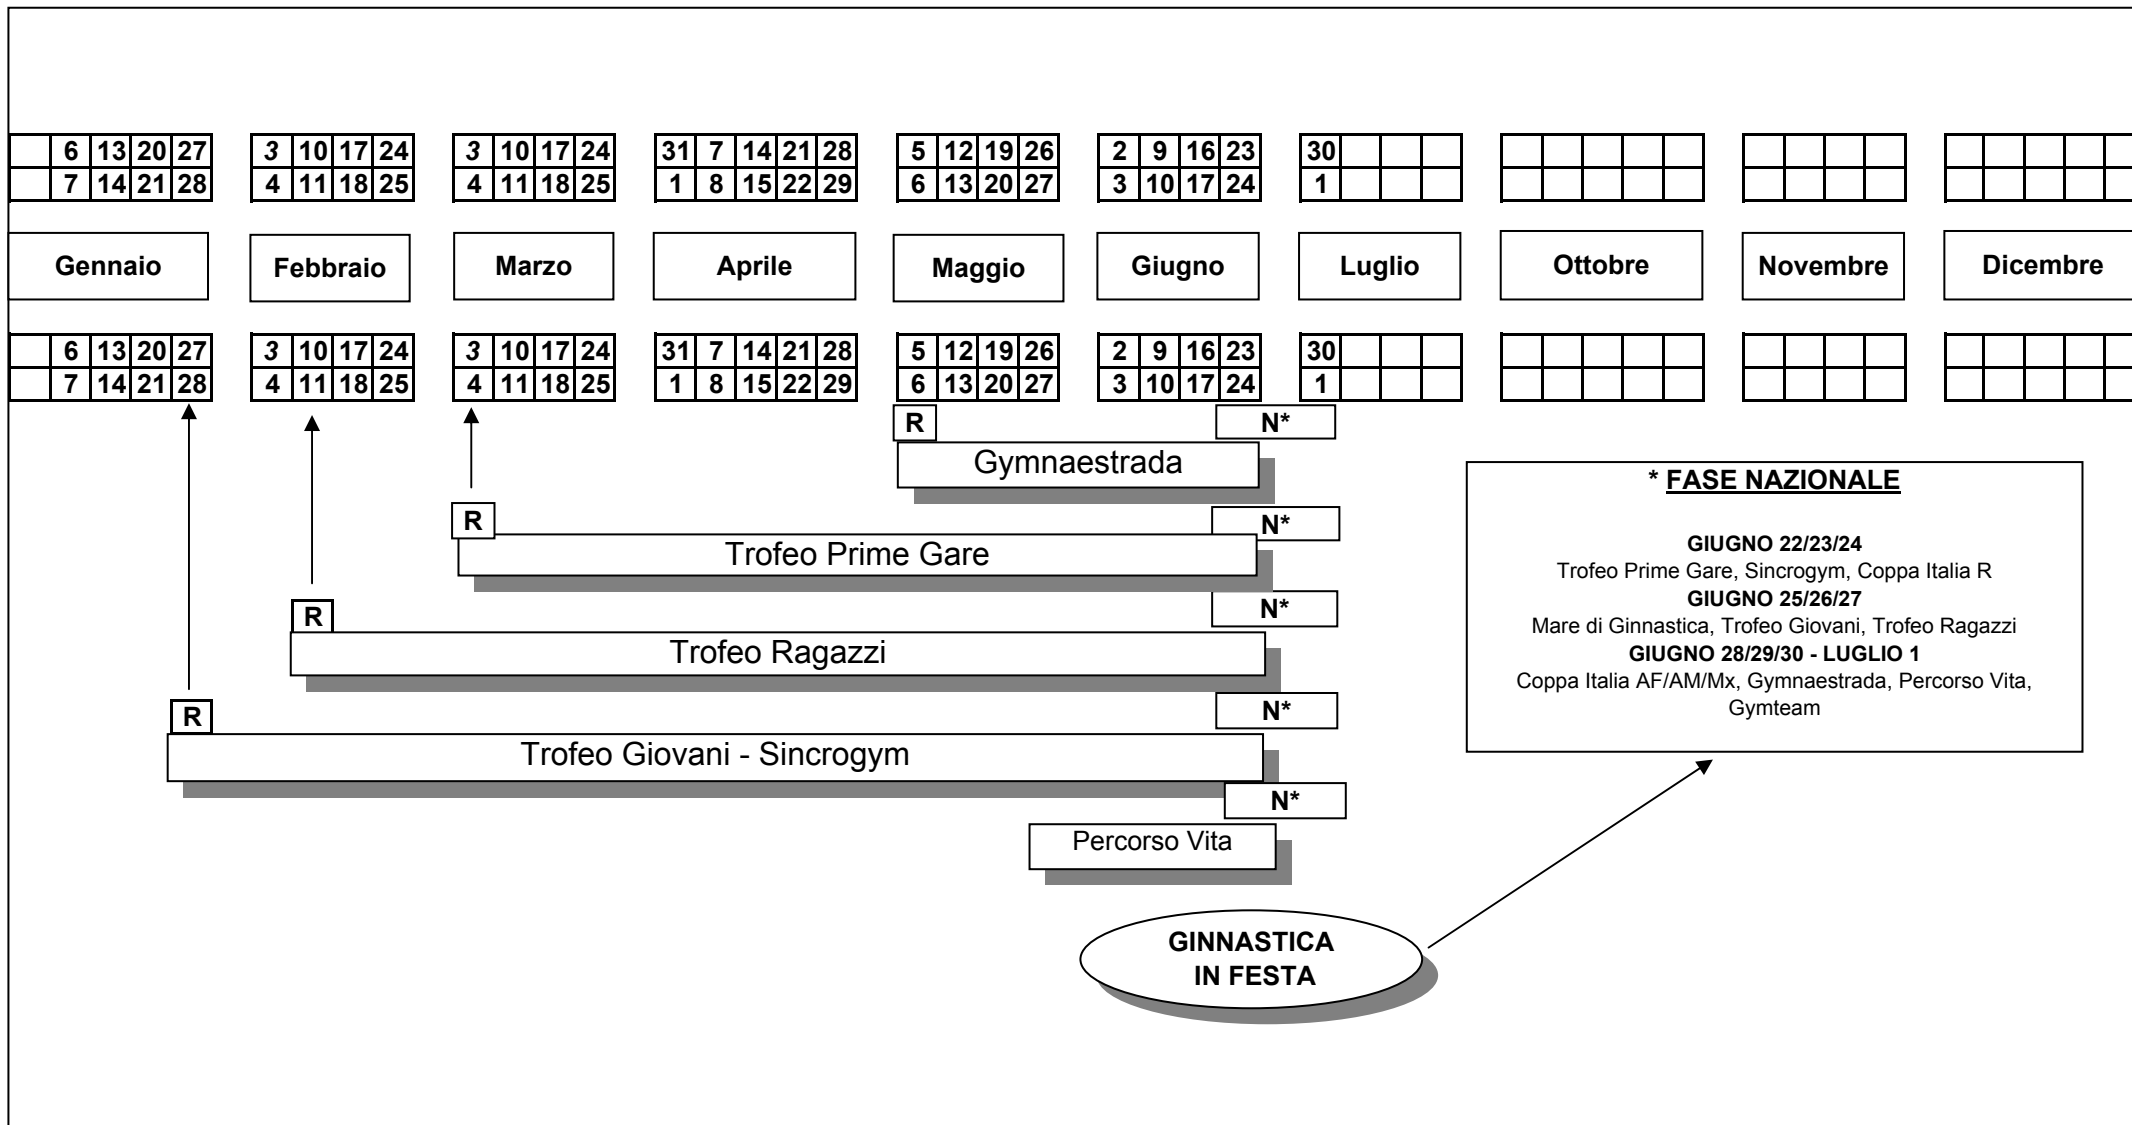 6 13 20 27 3 10 17 24 3 10 17 24 31 7 14 21 28 5 12 19 26 2 9 16 23 30
7 14 21 28 4 11 18 25 4 11 18 25 1 8 15 22 29 6 13 20 27 3 10 17 24 1
Gennaio Febbraio Marzo Aprile Maggio Giugno Luglio Ottobre Novembre Dicembre
6 13 20 27 3 10 17 24 3 10 17 24 31 7 14 21 28 5 12 19 26 2 9 16 23 30
7 14 21 28 4 11 18 25 4 11 18 25 1 8 15 22 29 6 13 20 27 3 10 17 24 1
R N*
Gymnaestrada
R N*
Trofeo Prime Gare
R N*
Trofeo Ragazzi
R N*
Trofeo Giovani - Sincrogym
N*
Percorso Vita
GINNASTICA
IN FESTA
* FASE NAZIONALE
GIUGNO 22/23/24
Trofeo Prime Gare, Sincrogym, Coppa Italia R
GIUGNO 25/26/27
Mare di Ginnastica, Trofeo Giovani, Trofeo Ragazzi
GIUGNO 28/29/30 - LUGLIO 1
Coppa Italia AF/AM/Mx, Gymnaestrada, Percorso Vita,
Gymteam